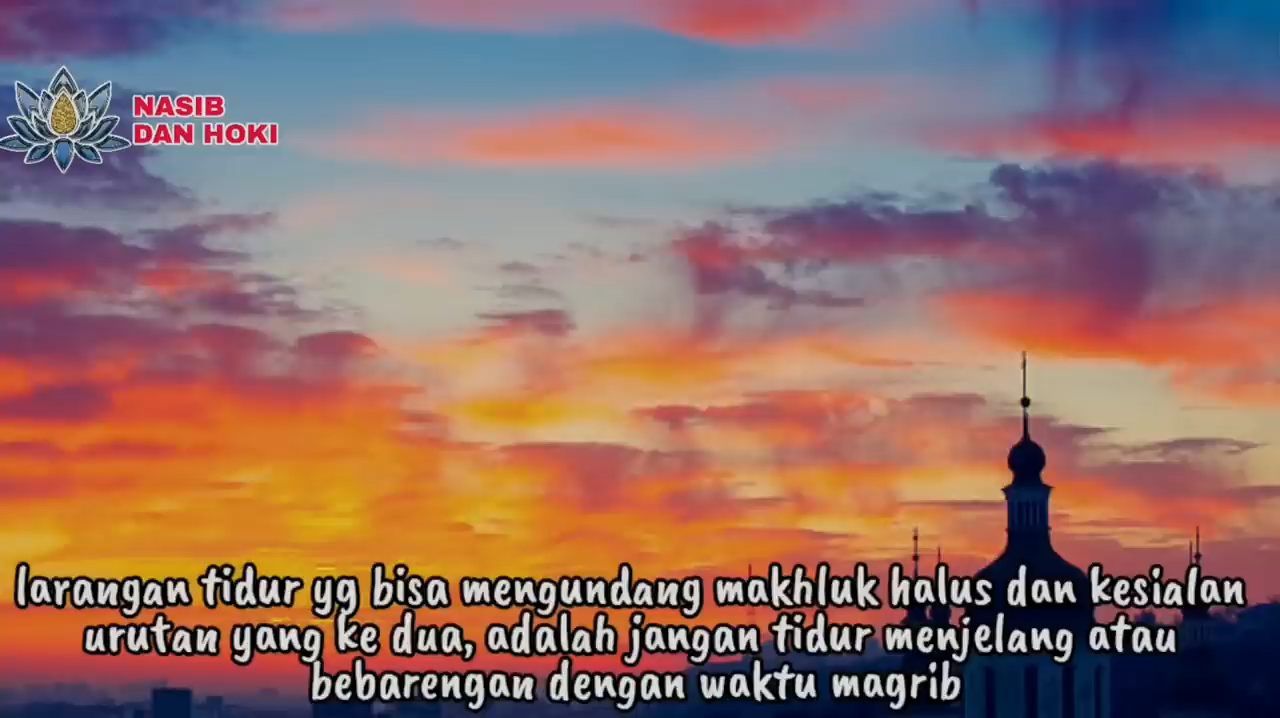 NASIB
DAN HOKI
larangan tidur yg bisa mengundang makhluk halus dan kesialan
urutan yang ke dua, adalah jangan tidur menjelang atau
bebarengan dengan waktu magrib